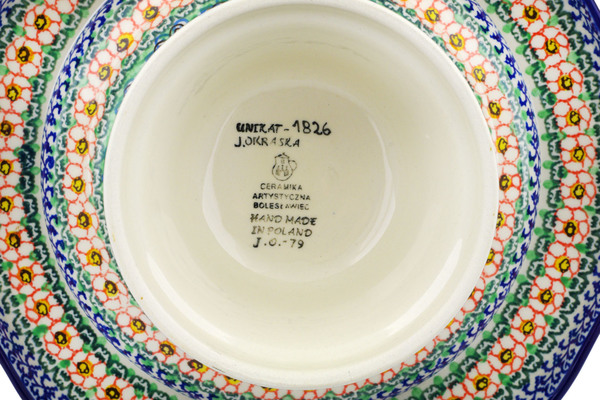 UNIKAT-1826
J.OKRASKA
CERAMIKA
ARTYSTYCZNA
BOLESŁAWIEC
HAND MADE
IN POLAND
J.O.-79